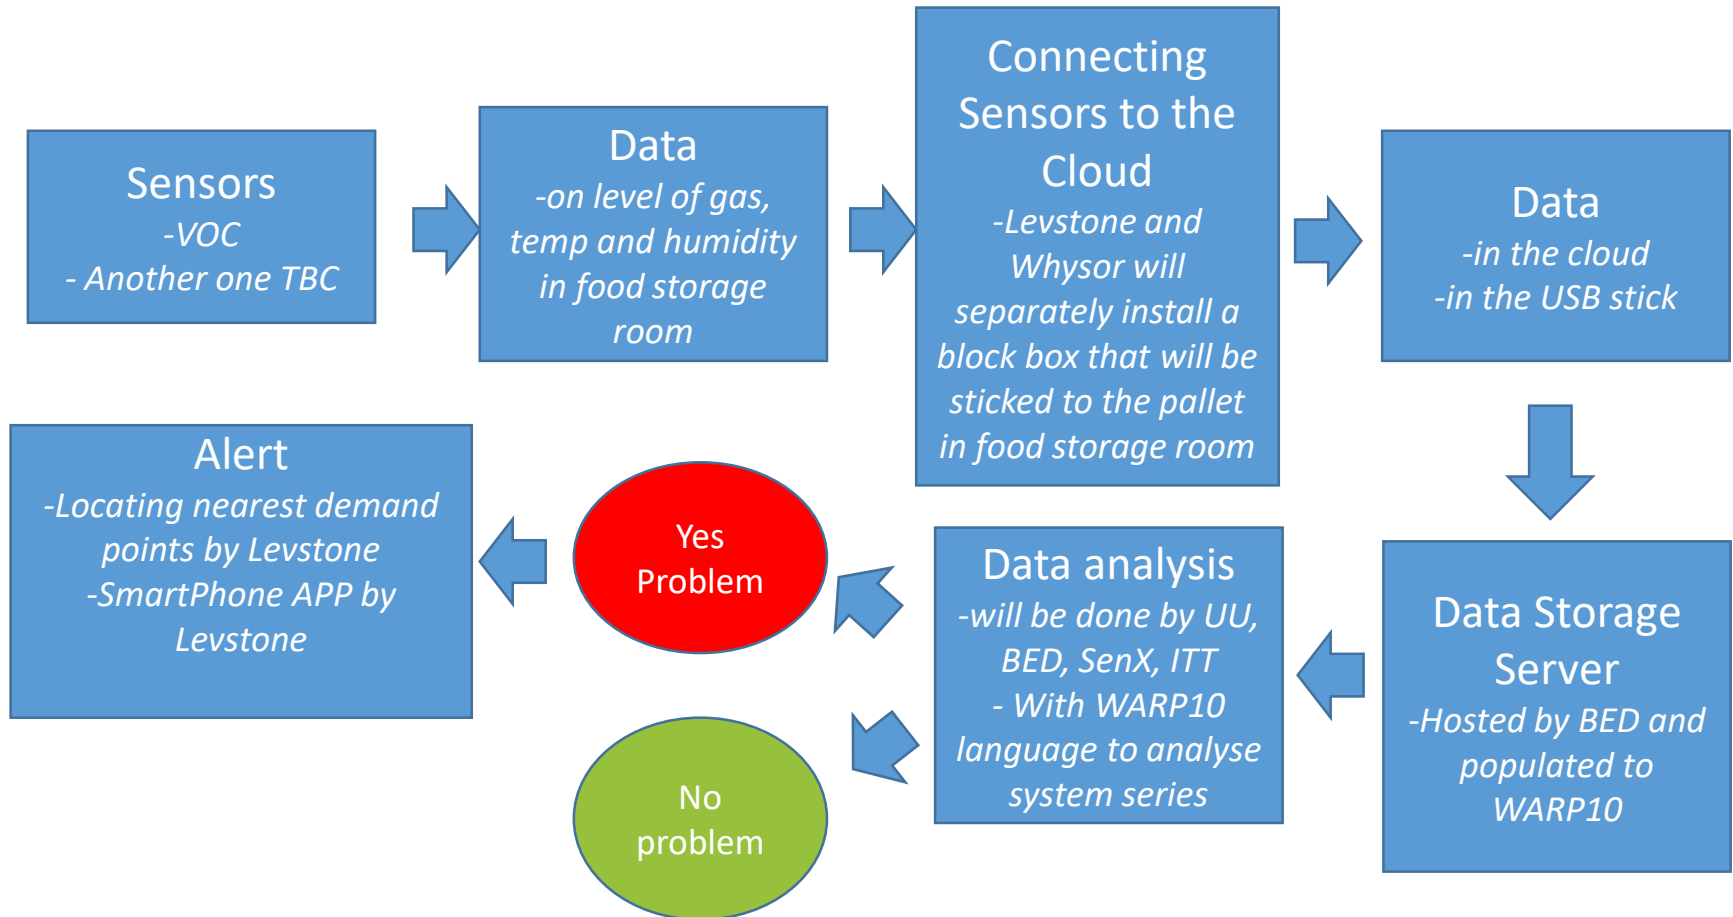 Sensors
-VOC
- Another one TBC
Data
-on level of gas,
temp and humidity
in food storage
room
Connecting
Sensors to the
Cloud
-Levstone and
Whysor will
separately install a
block box that will be
sticked to the pallet
in food storage room
Data
-in the cloud
-in the USB stick
Data Storage
Server
-Hosted by BED and
populated to
WARP10
Data analysis
-will be done by UU,
BED, SenX, ITT
- With WARP10
language to analyse
system series
Yes
Problem
No
problem
Alert
-Locating nearest demand
points by Levstone
-SmartPhone APP by
Levstone